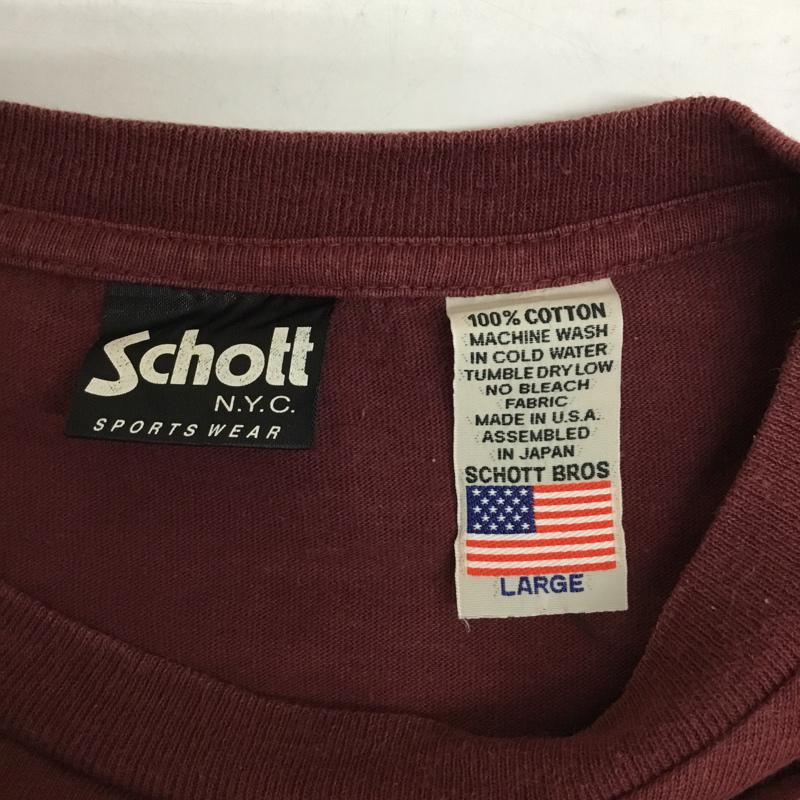 Schott
N.Y.C.
SPORTS WEAR
100% COTTON
MACHINE WASH
IN COLD WATER
TUMBLE DRY LOW
NO BLEACH
FABRIC
MADE IN U.S.A.
ASSEMBLED
IN JAPAN
SCHOTT BROS
LARGE